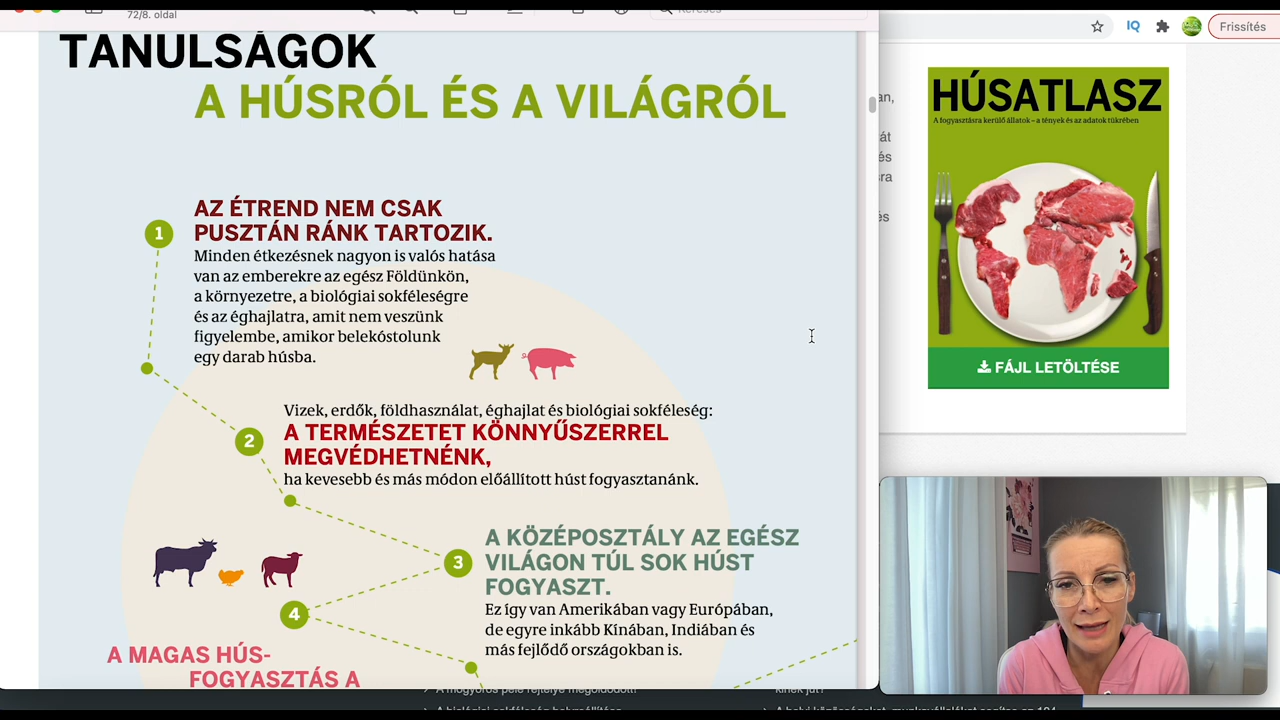 72/8. oldal
Keresés
IQ
Frissítés
TANULSÁGOK
A HÚSRÓL ÉS A VILÁGRÓL
1
AZ ÉTREND NEM CSAK
PUSZTÁN RÁNK TARTOZIK.
Minden étkezésnek nagyon is valós hatása
van az emberekre az egész Földünkön,
a környezetre, a biológiai sokféleségre
és az éghajlatra, amit nem veszünk
figyelembe, amikor belekóstolunk
egy darab húsba.
Vizek, erdők, földhasználat, éghajlat és biológiai sokféleség:
2
A TERMÉSZETET KÖNNYŰSZERREL
MEGVÉDHETNÉNK,
ha kevesebb és más módon előállított húst fogyasztanánk.
3
A KÖZÉPOSZTÁLY AZ EGÉSZ
VILÁGON TÚL SOK HÚST
FOGYASZT.
Ez így van Amerikában vagy Európában,
de egyre inkább Kínában, Indiában és
más fejlődő országokban is.
4
A MAGAS HÚS-
FOGYASZTÁS A
HÚSATLASZ
A fogyasztásra kerülő állatok – a tények és az adatok tükrében
FÁJL LETÖLTÉSE